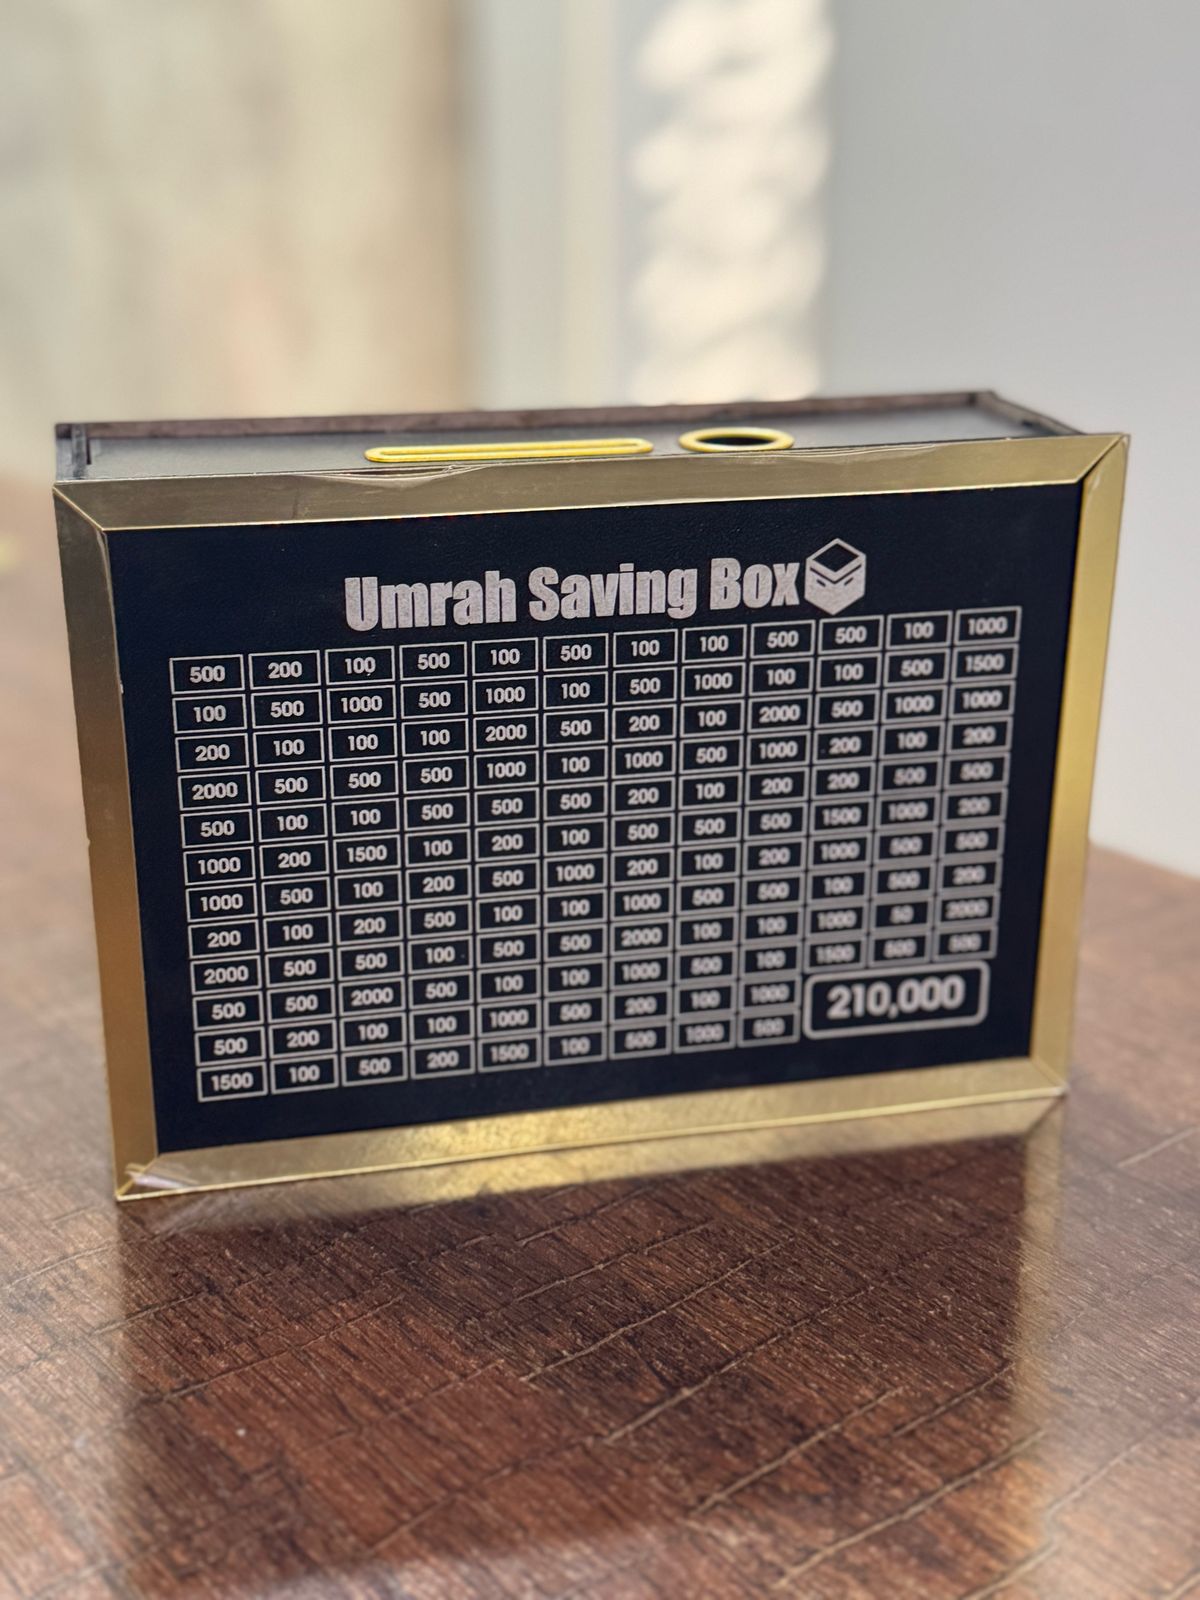 Umrah Saving Box
500 200 100 500 100 500 100 100 500 500 100 1000
100 500 1000 500 1000 100 500 1000 100 100 500 1500
200 100 100 100 2000 500 200 100 2000 500 1000 1000
2000 500 500 500 1000 100 1000 500 1000 200 100 200
500 100 100 500 500 500 200 100 200 200 500 500
1000 200 1500 100 200 100 500 500 500 1500 1000 200
1000 500 100 200 500 1000 200 100 200 1000 500 500
200 100 200 500 100 100 1000 500 500 100 500 200
2000 500 500 100 500 500 2000 100 100 1000 50 2000
500 500 2000 500 100 100 1000 500 100 1500 500 500
500 200 100 100 1000 500 200 100 1000
1500 100 500 200 1500 100 500 1000 500
210,000